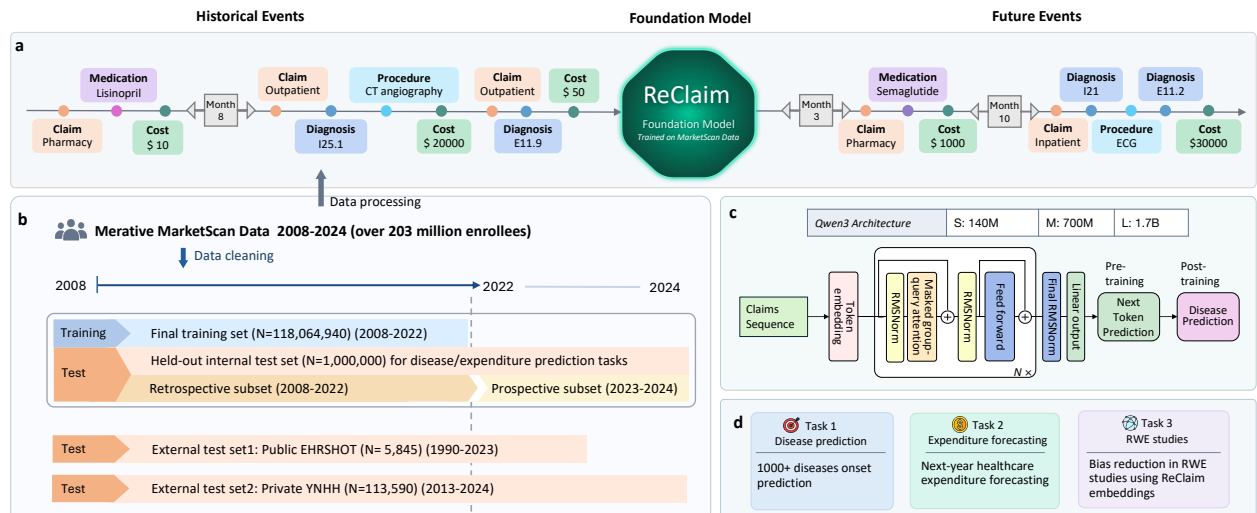 Historical Events
Foundation Model
Future Events
a
Medication
Lisinopril
Claim
Pharmacy
Cost
$ 10
Month
8
Claim
Outpatient
Diagnosis
I25.1
Procedure
CT angiography
Cost
$ 20000
Claim
Outpatient
Diagnosis
E11.9
Cost
$ 50
ReClaim
Foundation Model
Trained on MarketScan Data
Month
3
Claim
Pharmacy
Medication
Semaglutide
Cost
$ 1000
Month
10
Claim
Inpatient
Diagnosis
I21
Procedure
ECG
Diagnosis
E11.2
Cost
$30000
Data processing
b
Merative MarketScan Data 2008-2024 (over 203 million enrollees)
Data cleaning
2008
2022
2024
Training
Final training set (N=118,064,940) (2008-2022)
Test
Held-out internal test set (N=1,000,000) for disease/expenditure prediction tasks
Retrospective subset (2008-2022)
Prospective subset (2023-2024)
Test
External test set1: Public EHRSHOT (N= 5,845) (1990-2023)
Test
External test set2: Private YNHH (N=113,590) (2013-2024)
c
Qwen3 Architecture
S: 140M
M: 700M
L: 1.7B
Claims
Sequence
Token
embedding
RMSNorm
Masked group-
query attention
RMSNorm
Feed forward
N ×
Final RMSNorm
Linear output
Pre-
training
Next
Token
Prediction
Post-
training
Disease
Prediction
d
Task 1
Disease prediction
1000+ diseases onset
prediction
Task 2
Expenditure forecasting
Next-year healthcare
expenditure forecasting
Task 3
RWE studies
Bias reduction in RWE
studies using ReClaim
embeddings